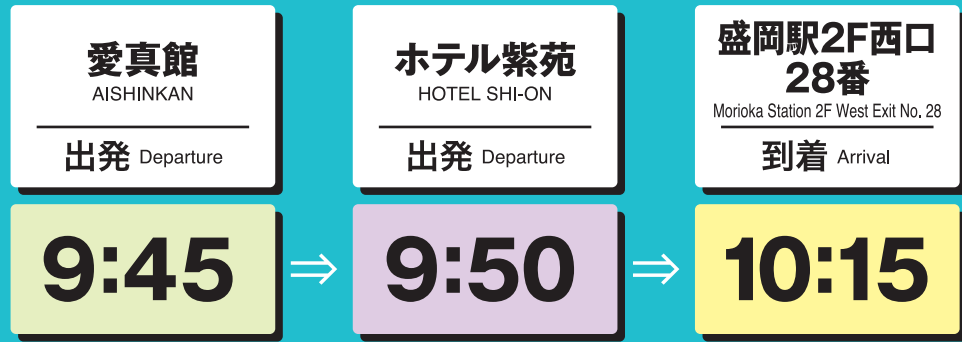 愛真館
AISHINKAN
出発 Departure
9:45
⇒
ホテル紫苑
HOTEL SHI-ON
出発 Departure
9:50
⇒
盛岡駅2F西口
28番
Morioka Station 2F West Exit No. 28
到着 Arrival
10:15